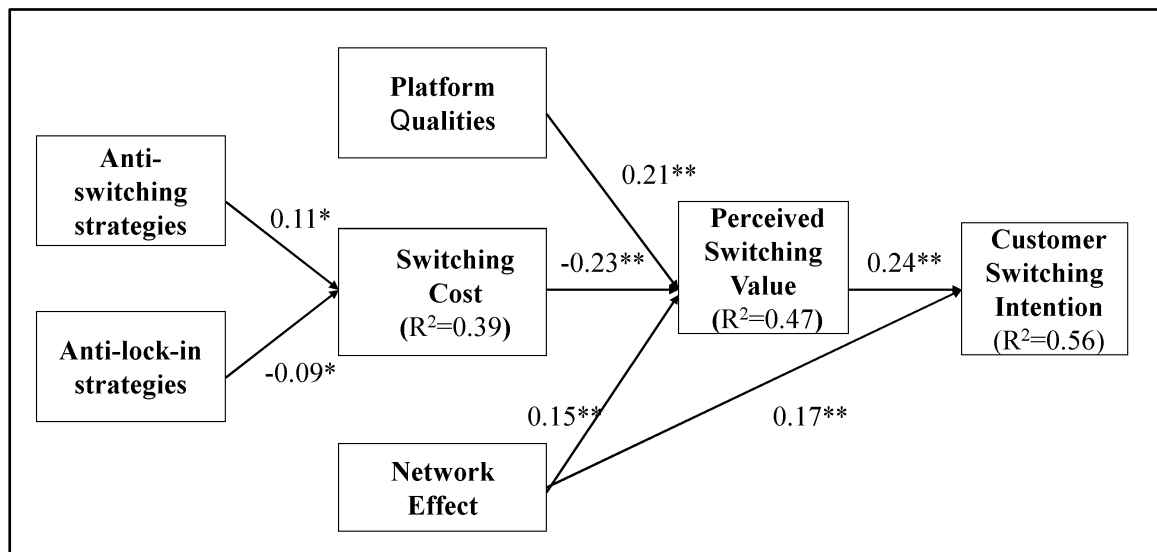 Platform
Qualities
Anti-
switching
strategies
0.21**
0.11*
Perceived
Switching
Value
(R²=0.47)
Customer
Switching
Intention
(R²=0.56)
Switching
Cost
(R²=0.39)
-0.23**
0.24**
Anti-lock-in
strategies
-0.09*
0.15**
0.17**
Network
Effect